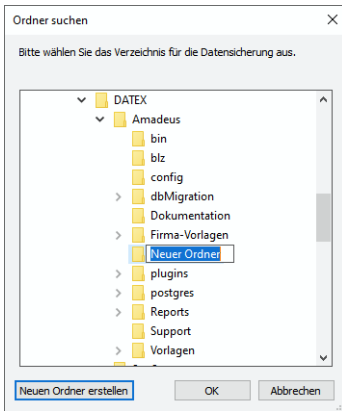 Ordner suchen
Bitte wählen Sie das Verzeichnis für die Datensicherung aus.
DATEX
Amadeus
bin
blz
config
dbMigration
Dokumentation
Firma-Vorlagen
Neuer Ordner
plugins
postgres
Reports
Support
Vorlagen
Neuen Ordner erstellen
OK
Abbrechen